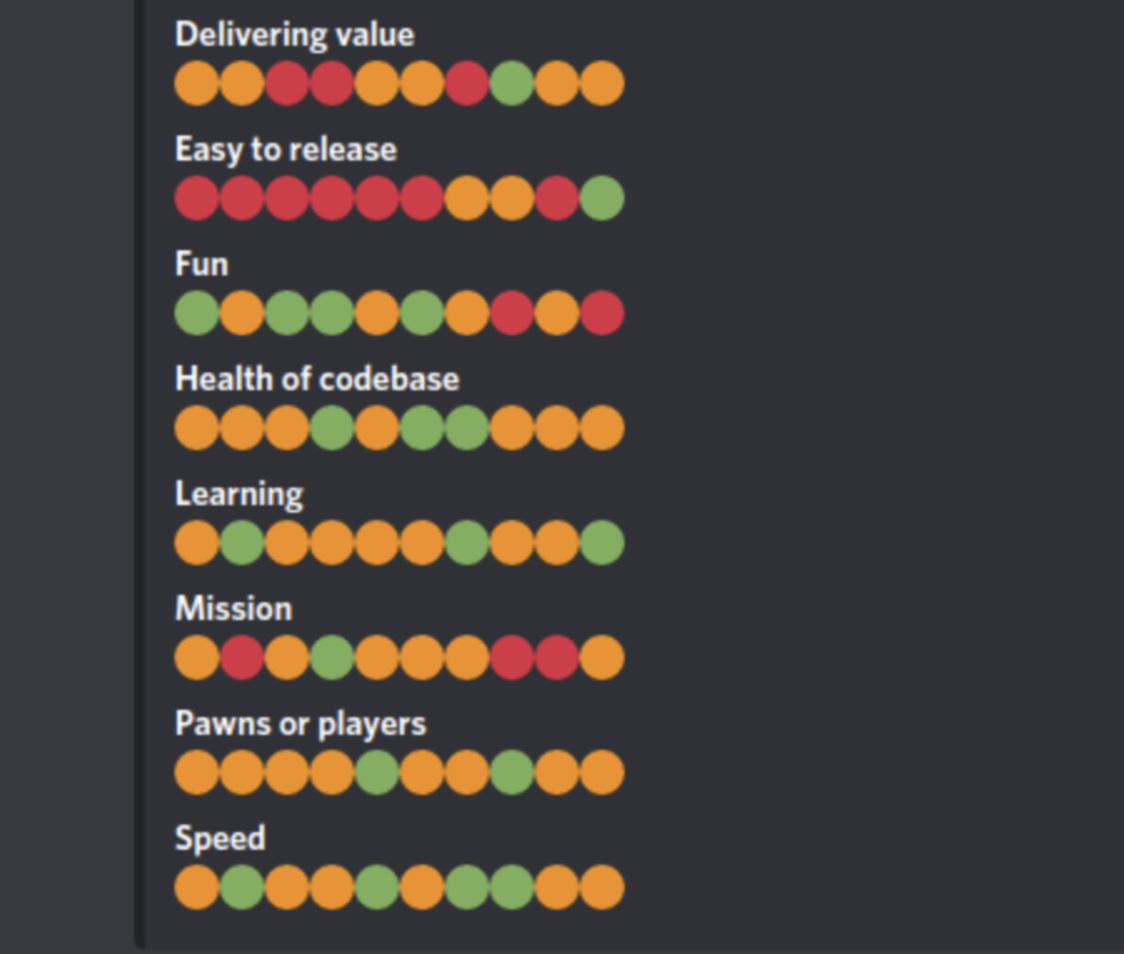 Delivering value
Easy to release
Fun
Health of codebase
Learning
Mission
Pawns or players
Speed